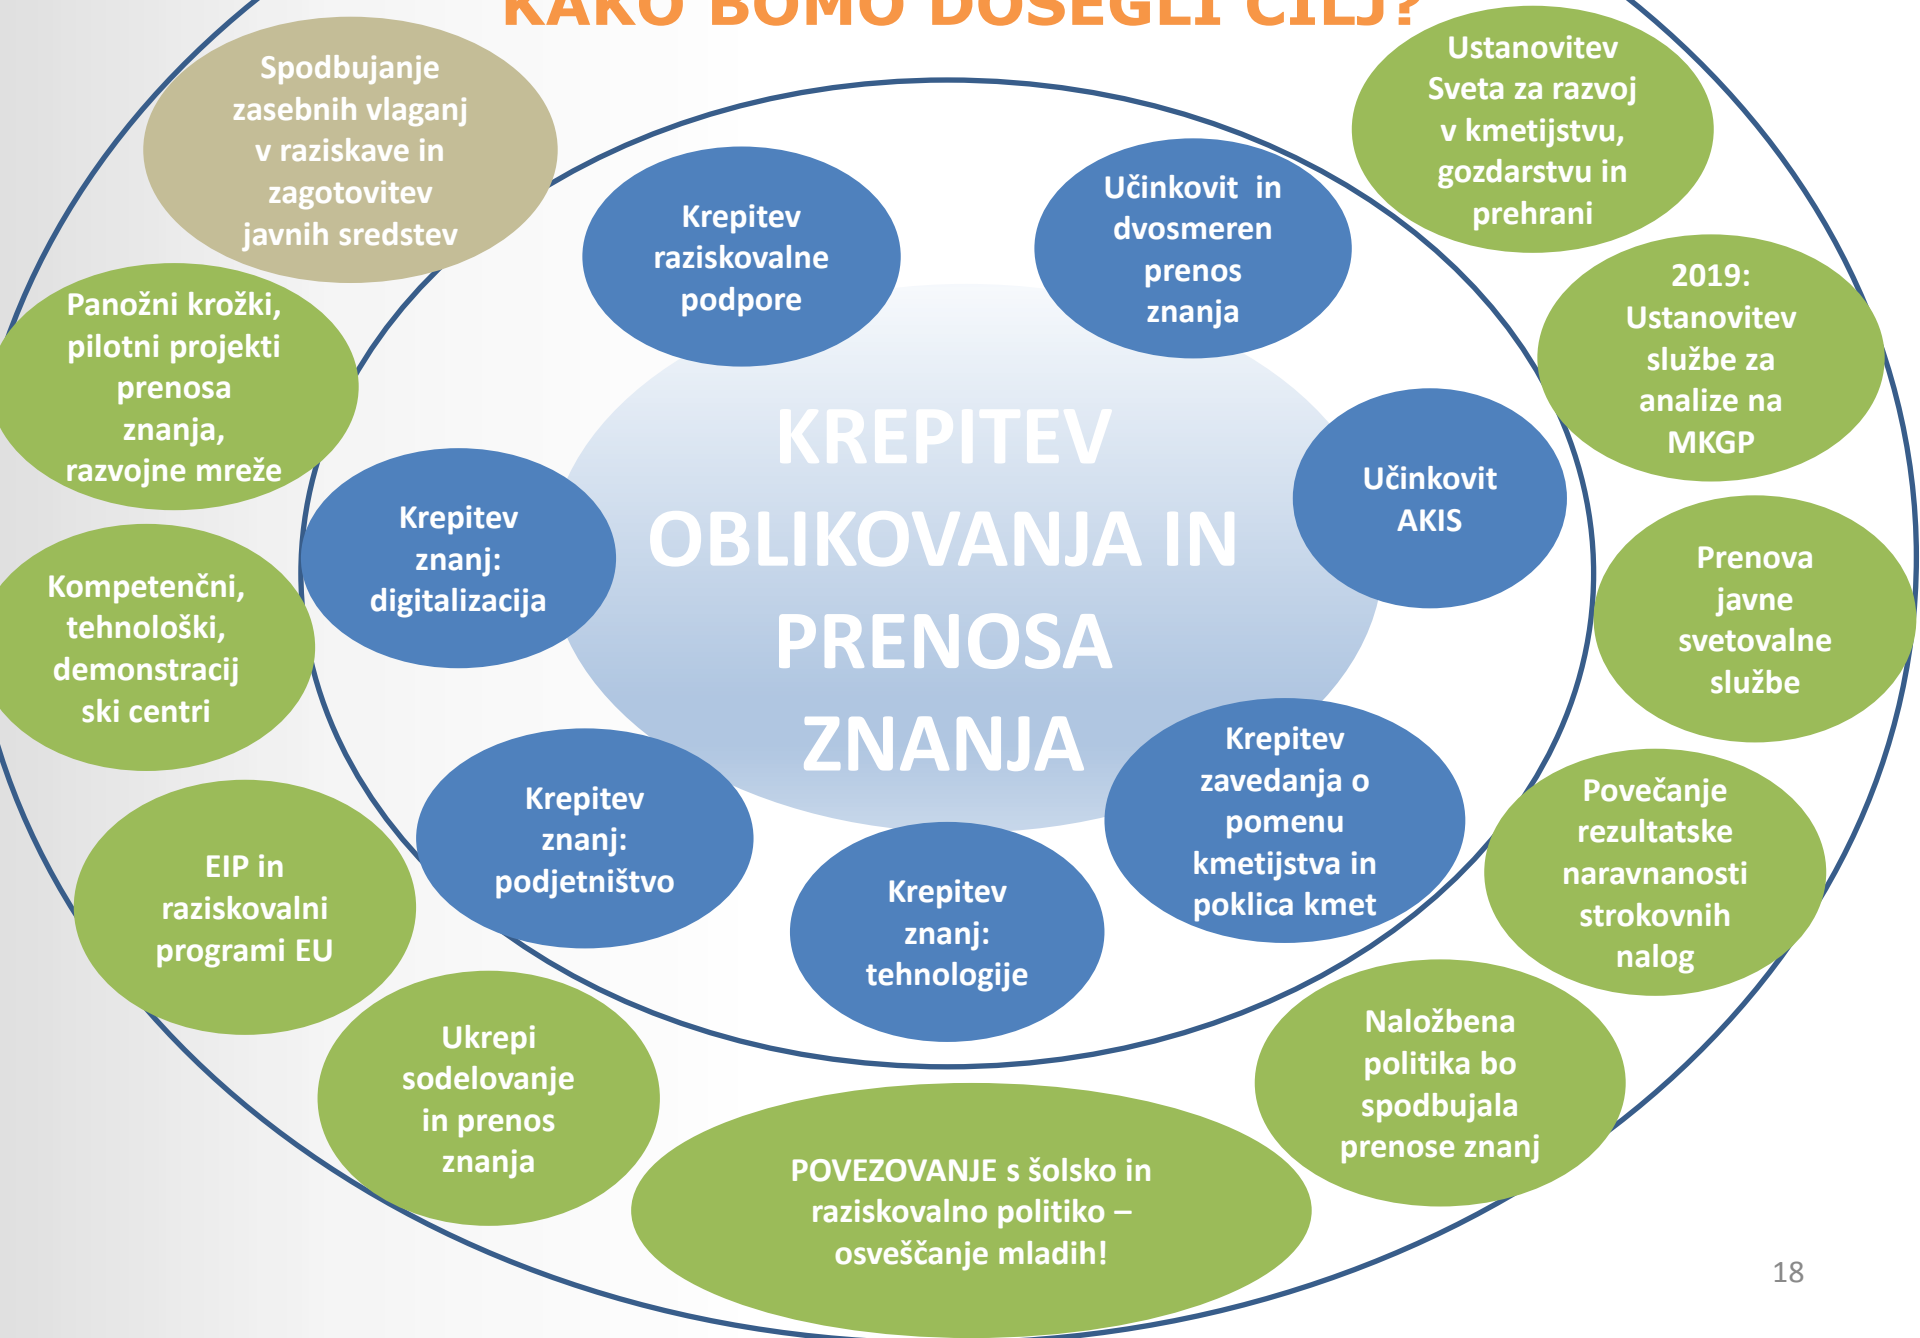 KAKO BOMO DOSEGLI CILJ?
Spodbujanje
zasebnih vlaganj
v raziskave in
zagotovitev
javnih sredstev
Ustanovitev
Sveta za razvoj
v kmetijstvu,
gozdarstvu in
prehrani
Krepitev
raziskovalne
podpore
Učinkovit in
dvosmeren
prenos
znanja
2019:
Ustanovitev
službe za
analize na
MKGP
Panožni krožki,
pilotni projekti
prenosa
znanja,
razvojne mreže
KREPITEV
OBLIKOVANJA IN
PRENOSA
ZNANJA
Učinkovit
AKIS
Krepitev
znanj:
digitalizacija
Prenova
javne
svetovalne
službe
Kompetenčni,
tehnološki,
demonstracij
ski centri
Krepitev
zavedanja o
pomenu
kmetijstva in
poklica kmet
Krepitev
znanj:
podjetništvo
Povečanje
rezultatske
naravnanosti
strokovnih
nalog
EIP in
raziskovalni
programi EU
Krepitev
znanj:
tehnologije
Naložbena
politika bo
spodbujala
prenose znanj
Ukrepi
sodelovanje
in prenos
znanja
POVEZOVANJE s šolsko in
raziskovalno politiko –
osveščanje mladih!
18